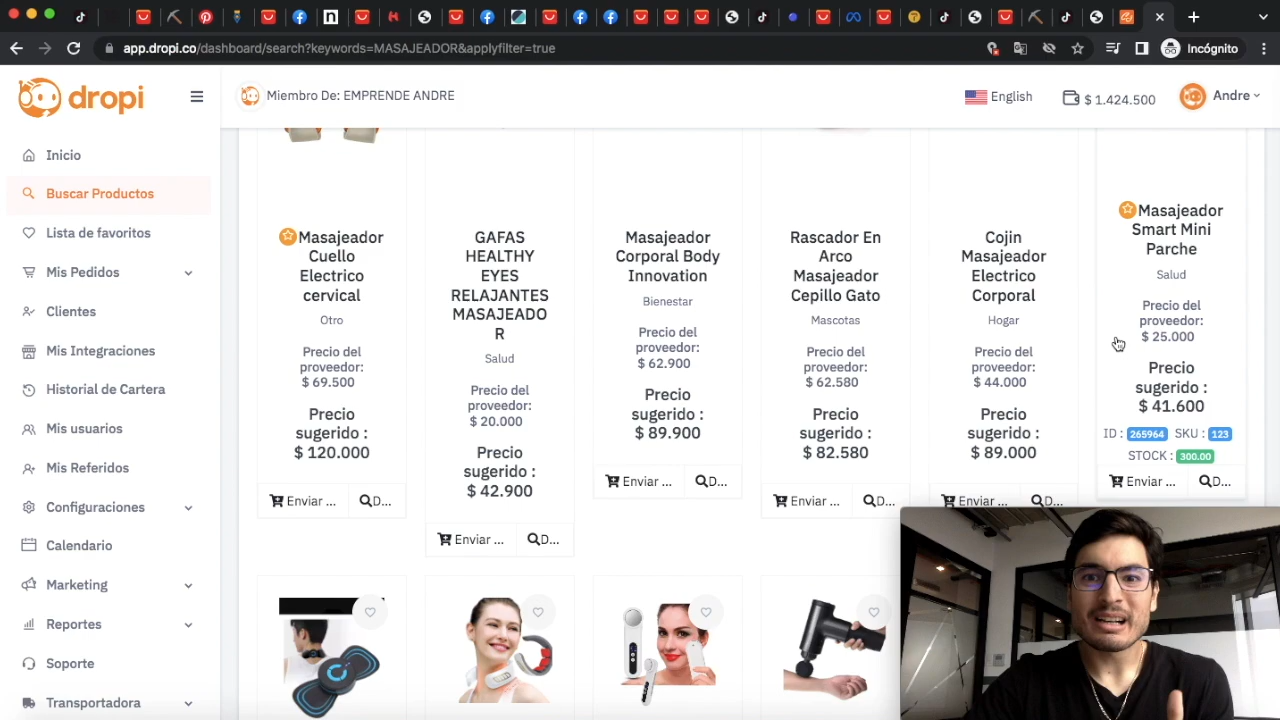 app.dropi.co/dashboard/search?keywords=MASAJEADOR&applyfilter=true
Incógnito
dropi
Miembro De: EMPRENDE ANDRE
English
$ 1.424.500
Andre
Inicio
Buscar Productos
Lista de favoritos
Mis Pedidos
Clientes
Mis Integraciones
Historial de Cartera
Mis usuarios
Mis Referidos
Configuraciones
Calendario
Marketing
Reportes
Soporte
Transportadora
Masajeador
Cuello
Electrico
cervical
Otro
Precio del
proveedor:
$ 69.500
Precio
sugerido :
$ 120.000
Enviar ...
D...
GAFAS
HEALTHY
EYES
RELAJANTES
MASAJEADO
R
Salud
Precio del
proveedor:
$ 20.000
Precio
sugerido :
$ 42.900
Enviar ...
D...
Masajeador
Corporal Body
Innovation
Bienestar
Precio del
proveedor:
$ 62.900
Precio
sugerido :
$ 89.900
Enviar ...
D...
Rascador En
Arco
Masajeador
Cepillo Gato
Mascotas
Precio del
proveedor:
$ 62.580
Precio
sugerido :
$ 82.580
Enviar ...
D...
Cojin
Masajeador
Electrico
Corporal
Hogar
Precio del
proveedor:
$ 44.000
Precio
sugerido :
$ 89.000
Enviar ...
D...
Masajeador
Smart Mini
Parche
Salud
Precio del
proveedor:
$ 25.000
Precio
sugerido :
$ 41.600
ID : 265964 SKU : 123
STOCK : 300.00
Enviar ...
D...